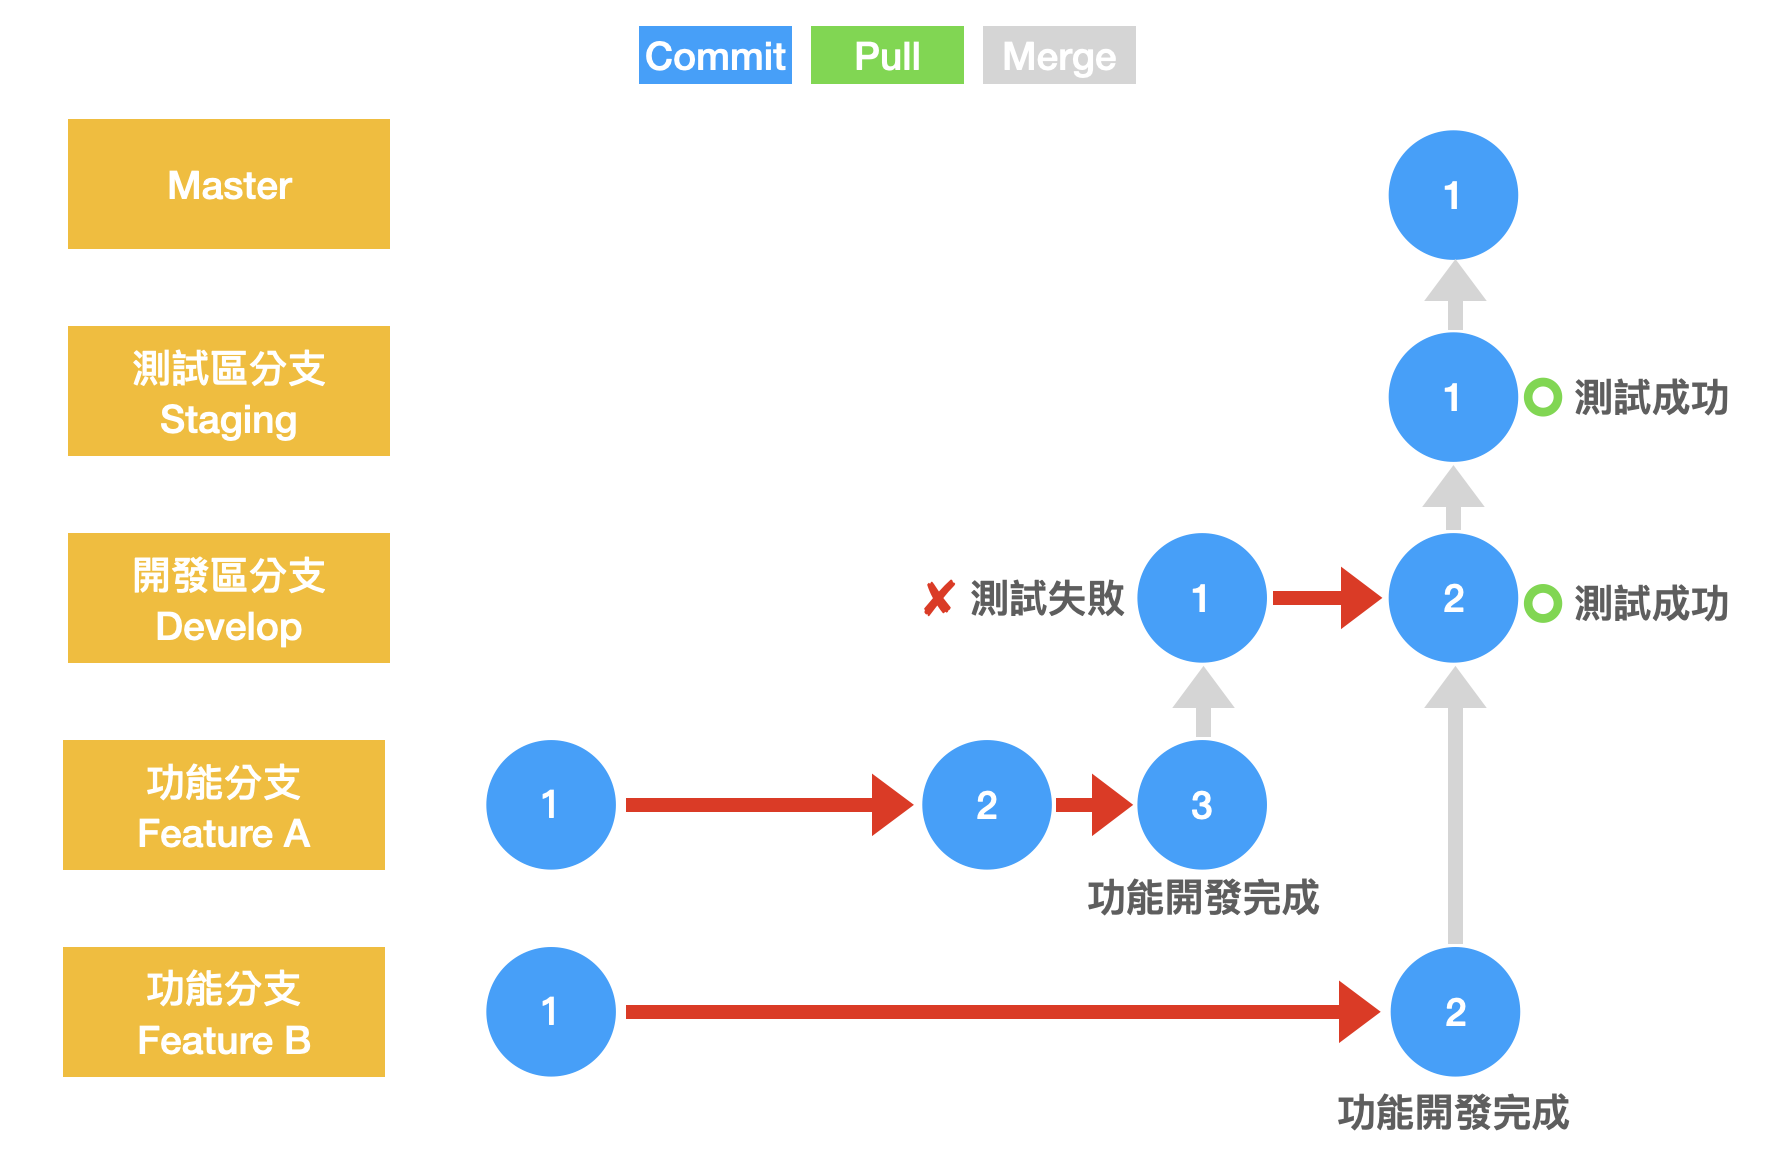 Commit
Pull
Merge
Master
1
測試區分支
Staging
1
測試成功
開發區分支
Develop
✘ 測試失敗
1
2
測試成功
功能分支
Feature A
1
2
3
功能開發完成
功能分支
Feature B
1
2
功能開發完成